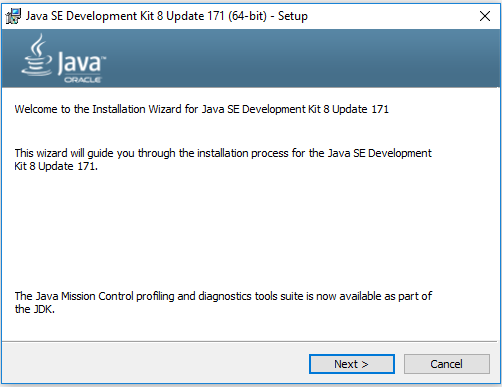 Java SE Development Kit 8 Update 171 (64-bit) - Setup
Java™
ORACLE
Welcome to the Installation Wizard for Java SE Development Kit 8 Update 171
This wizard will guide you through the installation process for the Java SE Development
Kit 8 Update 171.
The Java Mission Control profiling and diagnostics tools suite is now available as part of
the JDK.
Next >
Cancel